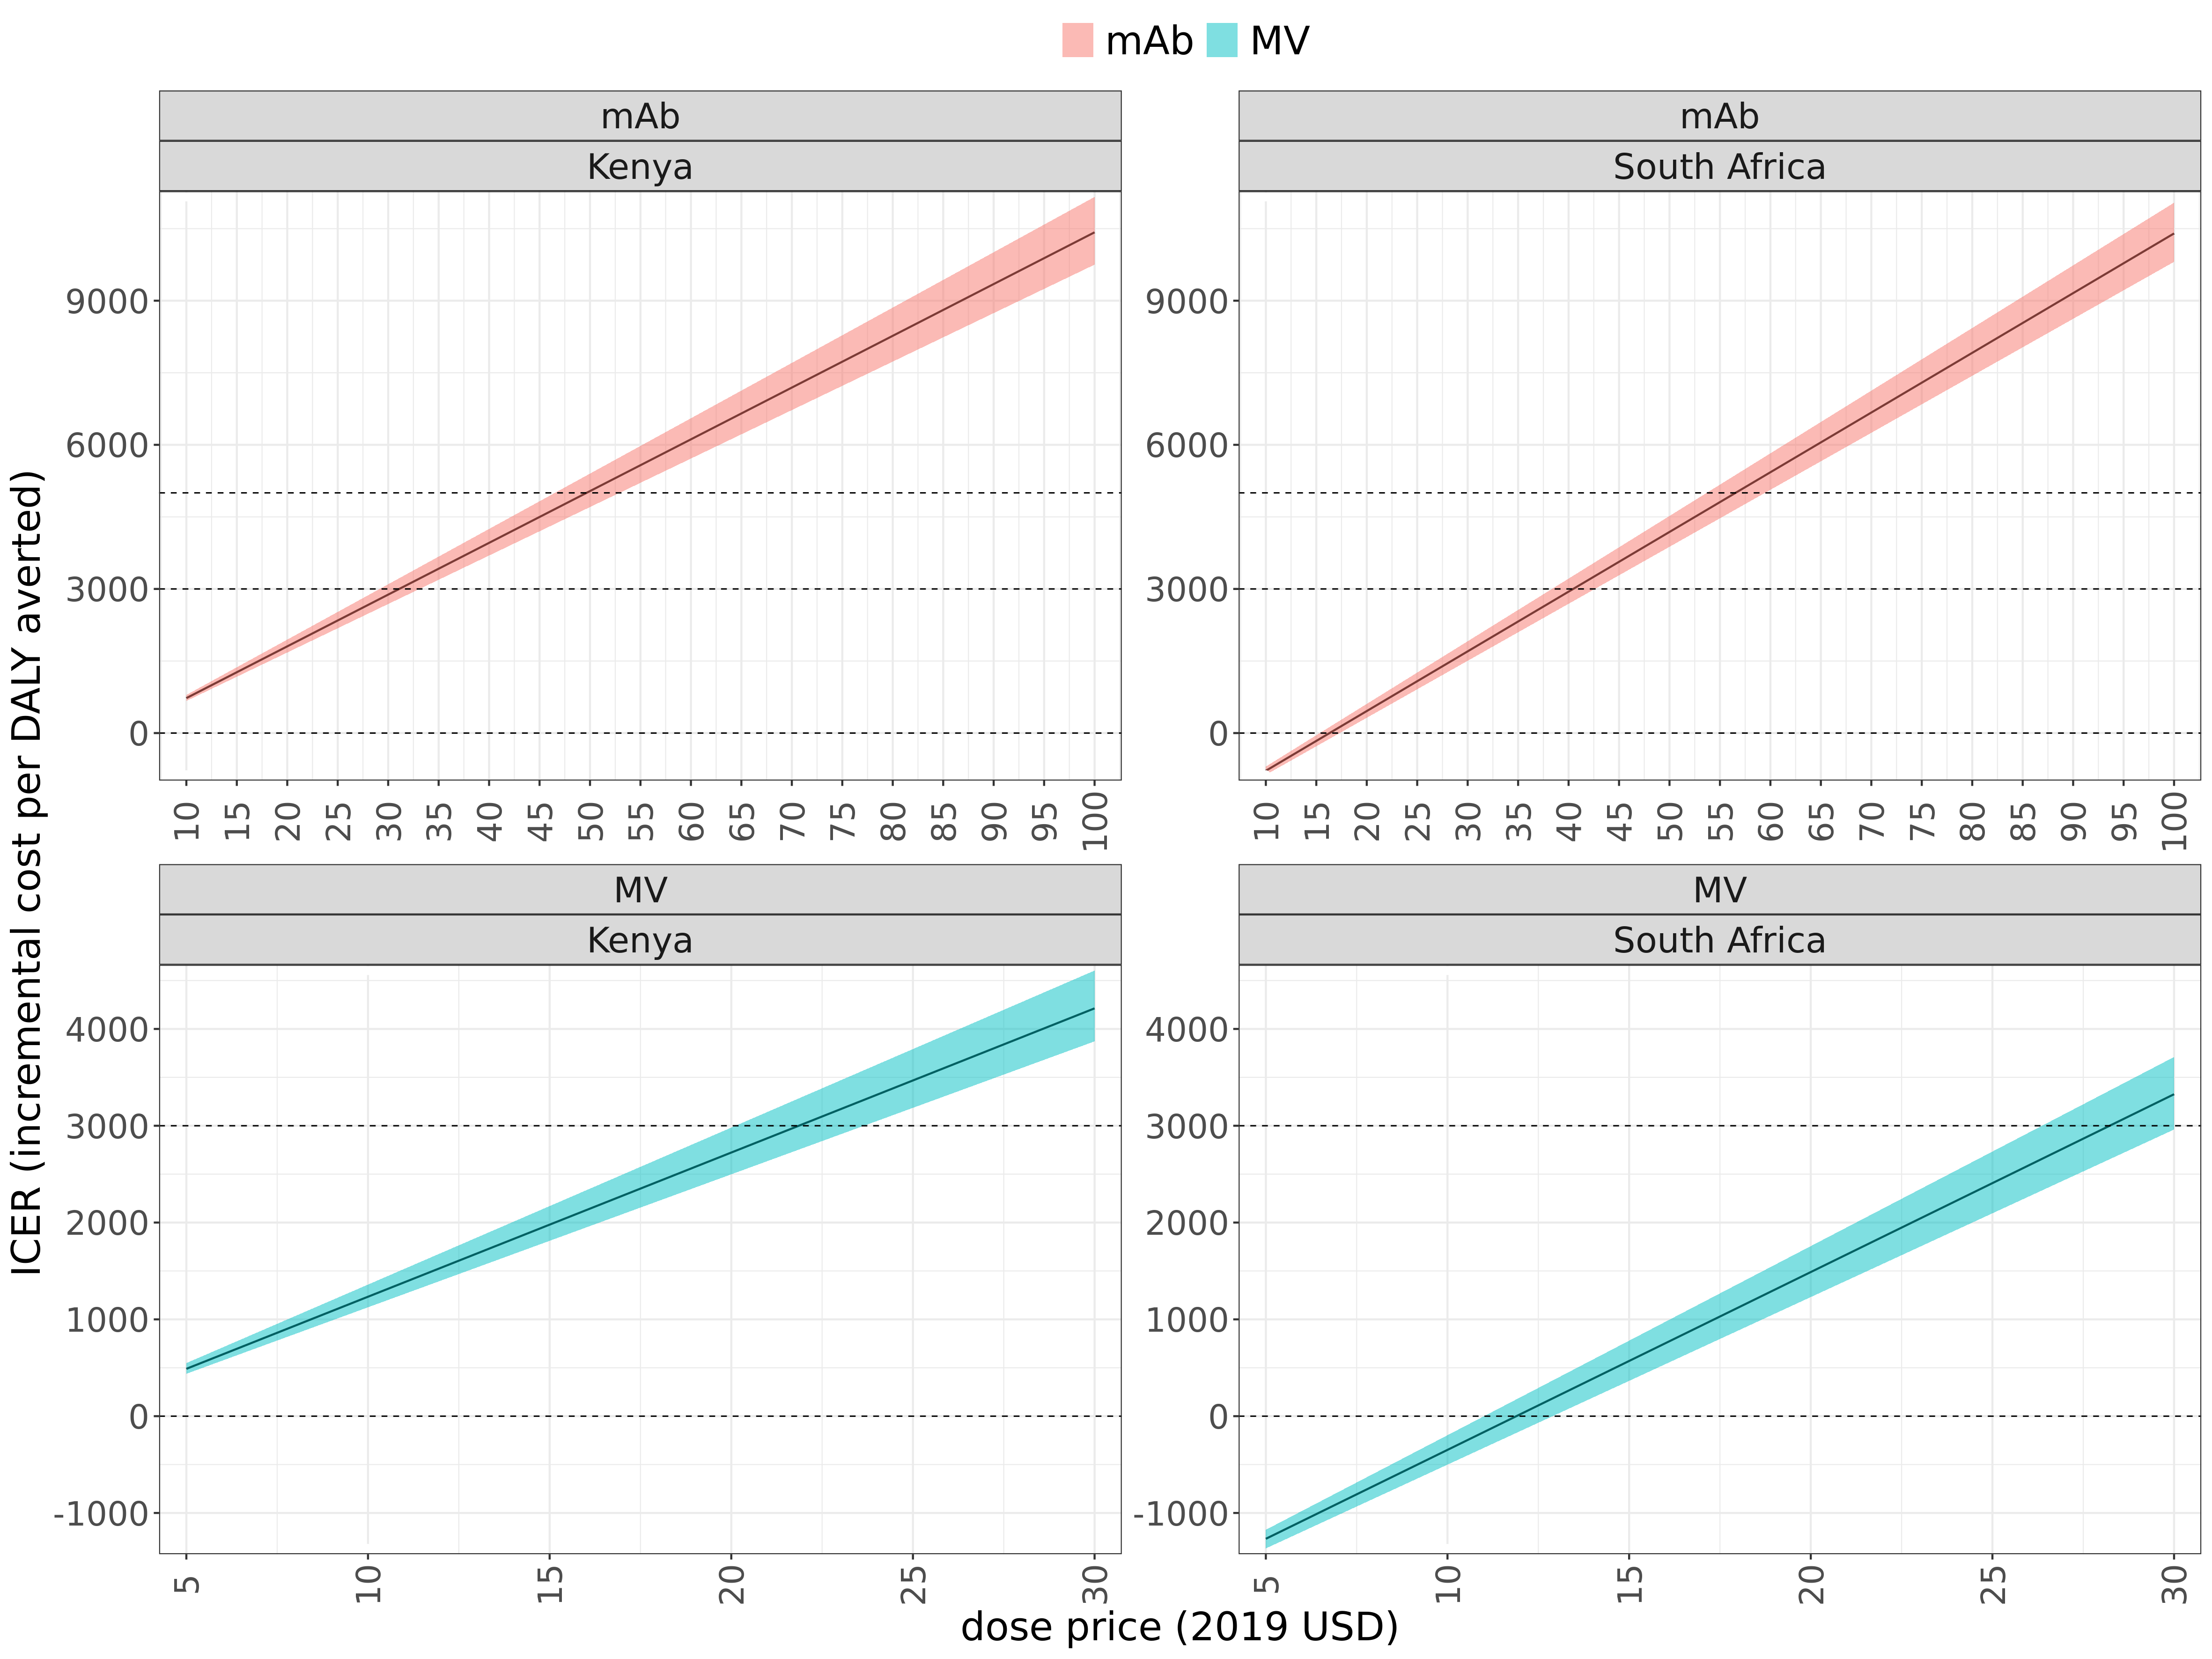 mAb MV
mAb
Kenya
9000
6000
3000
0
10 15 20 25 30 35 40 45 50 55 60 65 70 75 80 85 90 95 100
mAb
South Africa
9000
6000
3000
0
10 15 20 25 30 35 40 45 50 55 60 65 70 75 80 85 90 95 100
MV
Kenya
4000
3000
2000
1000
0
-1000
5 10 15 20 25 30
MV
South Africa
4000
3000
2000
1000
0
-1000
5 10 15 20 25 30
ICER (incremental cost per DALY averted)
dose price (2019 USD)